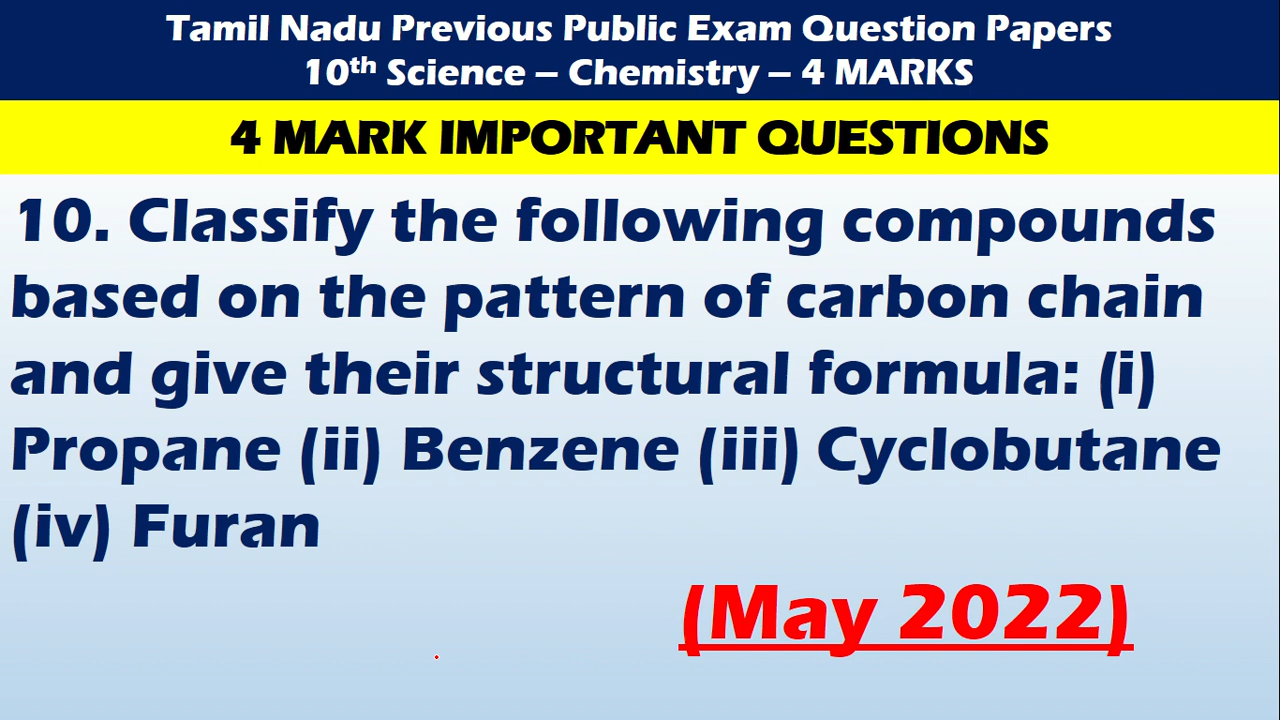 Tamil Nadu Previous Public Exam Question Papers
10th Science – Chemistry – 4 MARKS
4 MARK IMPORTANT QUESTIONS
10. Classify the following compounds
based on the pattern of carbon chain
and give their structural formula: (i)
Propane (ii) Benzene (iii) Cyclobutane
(iv) Furan
(May 2022)